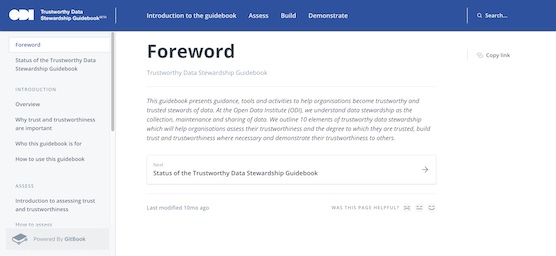 ODI
Trustworthy Data
Stewardship Guidebook BETA
Introduction to the guidebook
Assess
Build
Demonstrate
Search...
Foreword
Status of the Trustworthy Data
Stewardship Guidebook
INTRODUCTION
Overview
Why trust and trustworthiness
are important
Who this guidebook is for
How to use this guidebook
ASSESS
Introduction to assessing trust
and trustworthiness
How to assess
Powered By GitBook
Foreword
Copy link
Trustworthy Data Stewardship Guidebook
This guidebook presents guidance, tools and activities to help organisations become trustworthy and
trusted stewards of data. At the Open Data Institute (ODI), we understand data stewardship as the
collection, maintenance and sharing of data. We outline 10 elements of trustworthy data stewardship
which will help organisations assess their trustworthiness and the degree to which they are trusted, build
trust and trustworthiness where necessary and demonstrate their trustworthiness to others.
Next
Status of the Trustworthy Data Stewardship Guidebook
Last modified 10mo ago
WAS THIS PAGE HELPFUL?